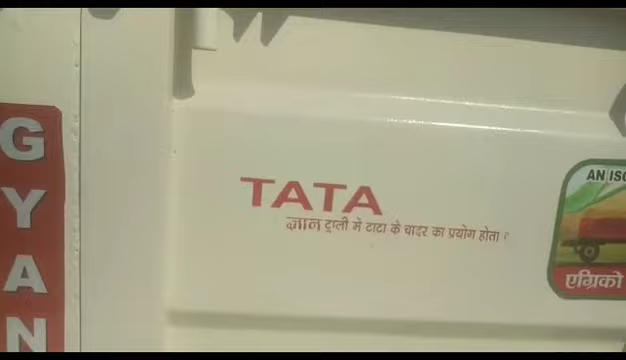 GYAN
TATA
ज्ञान ट्राली में टाटा के चादर का प्रयोग होता
AN ISO
एग्रिको